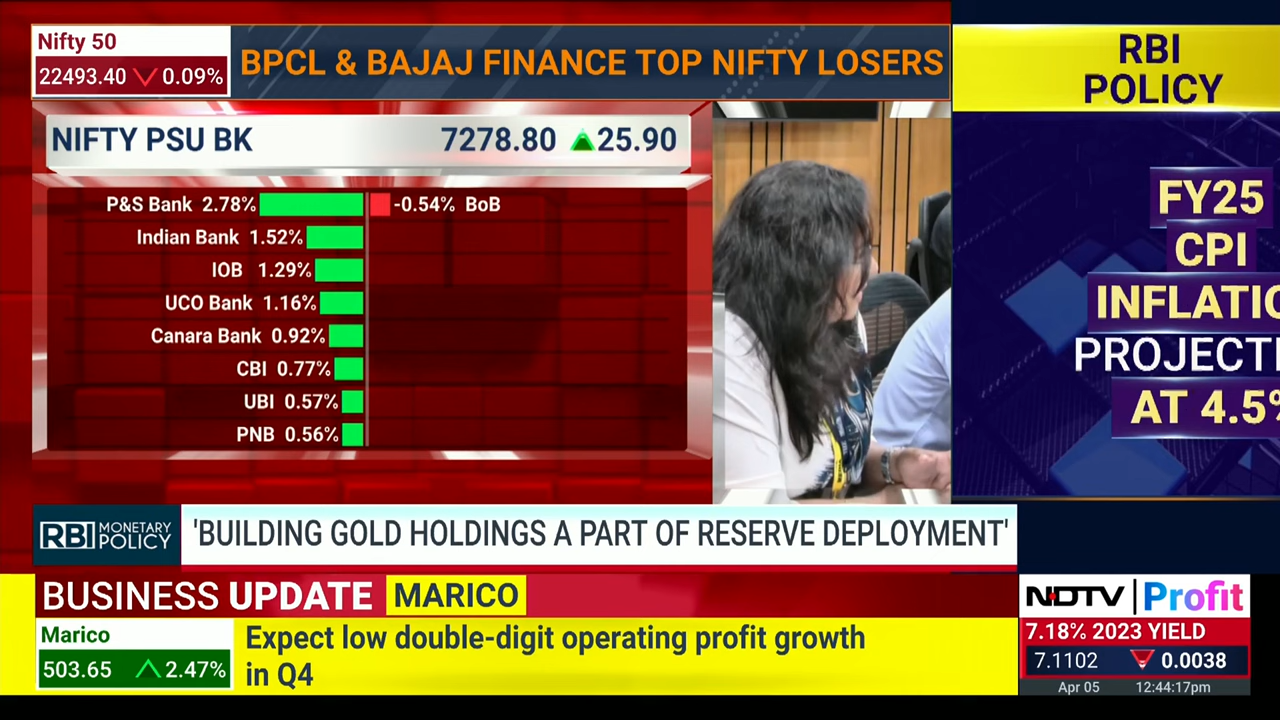 Nifty 50
22493.40 0.09%
BPCL & BAJAJ FINANCE TOP NIFTY LOSERS
RBI
POLICY
NIFTY PSU BK 7278.80 25.90
P&S Bank 2.78% -0.54% BoB
Indian Bank 1.52%
IOB 1.29%
UCO Bank 1.16%
Canara Bank 0.92%
CBI 0.77%
UBI 0.57%
PNB 0.56%
FY25
CPI
INFLATIO
PROJECTE
AT 4.5%
RBI MONETARY
POLICY
'BUILDING GOLD HOLDINGS A PART OF RESERVE DEPLOYMENT'
BUSINESS UPDATE MARICO
Marico
503.65 2.47%
Expect low double-digit operating profit growth
in Q4
NDTV Profit
7.18% 2023 YIELD
7.1102 0.0038
Apr 05 12:44:17pm